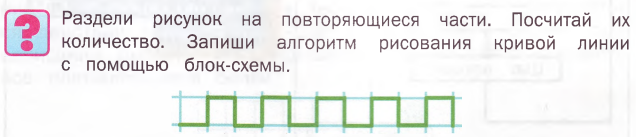 Раздели рисунок на повторяющиеся части. Посчитай их
количество. Запиши алгоритм рисования кривой линии
с помощью блок-схемы.
?